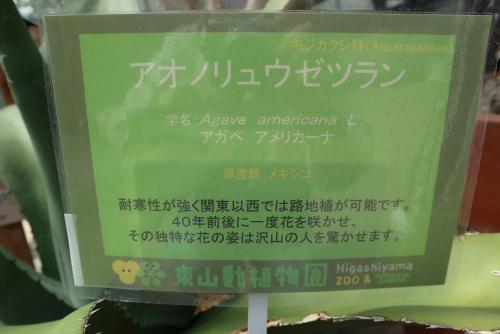 キジカクシ科(Asparagaceae
アオノリュウゼツラン
学名:Agave americana L.
アガベ アメリカーナ
原産地:メキシコ
耐寒性が強く関東以西では路地植が可能です。
40年前後に一度花を咲かせ、
その独特な花の姿は沢山の人を驚かせます。
東山動植物園 Higashiyama
ZOO & BOTANICAL GARDENS